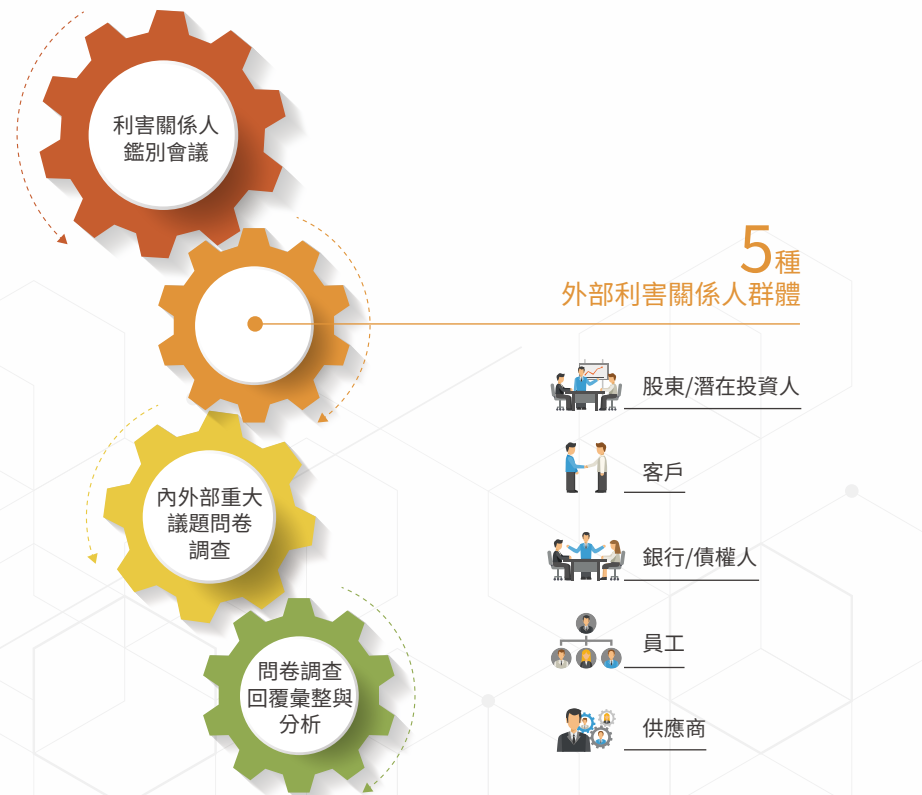 利害關係人
鑑別會議
5種
外部利害關係人群體
股東/潛在投資人
客戶
銀行/債權人
員工
供應商
內外部重大
議題問卷
調查
問卷調查
回覆彙整與
分析